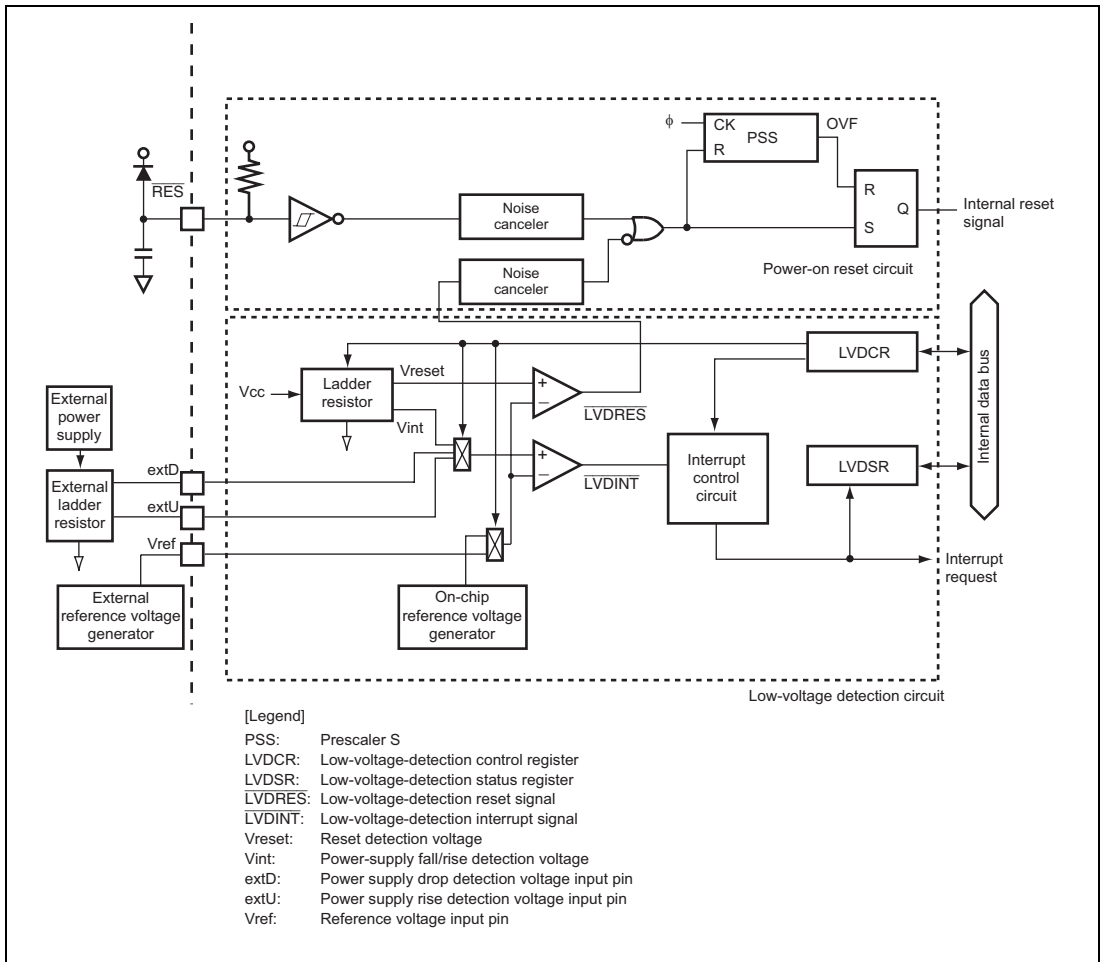 φ
CK
PSS
R
OVF
R
Q
S
Internal reset
signal
RES
Noise
canceler
Noise
canceler
Power-on reset circuit
LVDCR
Internal data bus
Vreset
Vcc
Ladder
resistor
+
−
LVDRES
External
power
supply
Vint
+
−
LVDINT
Interrupt
control
circuit
LVDSR
extD
External
ladder
resistor
extU
Vref
Interrupt
request
External
reference voltage
generator
On-chip
reference voltage
generator
Low-voltage detection circuit
[Legend]
PSS: Prescaler S
LVDCR: Low-voltage-detection control register
LVDSR: Low-voltage-detection status register
LVDRES: Low-voltage-detection reset signal
LVDINT: Low-voltage-detection interrupt signal
Vreset: Reset detection voltage
Vint: Power-supply fall/rise detection voltage
extD: Power supply drop detection voltage input pin
extU: Power supply rise detection voltage input pin
Vref: Reference voltage input pin